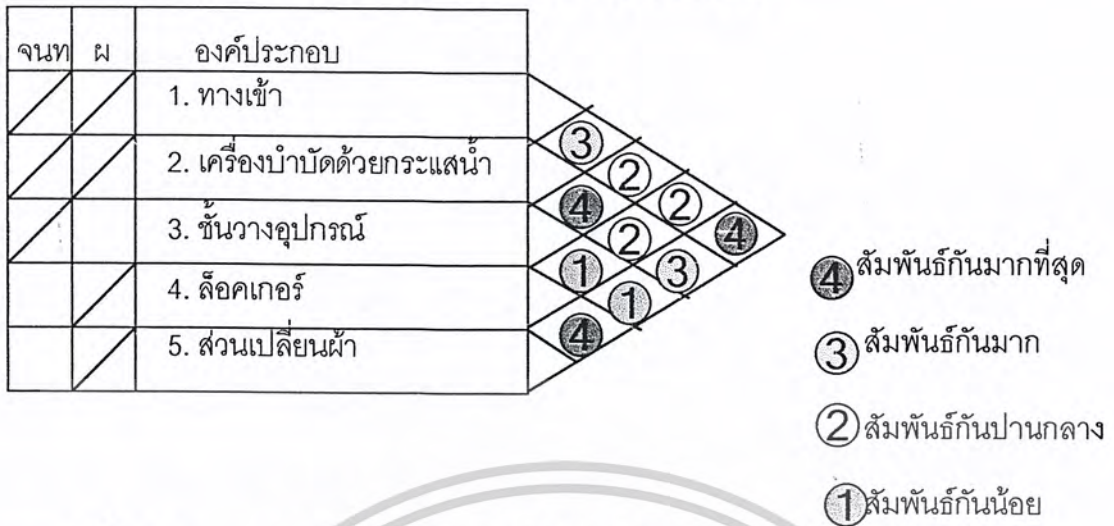 จนท ผ องค์ประกอบ
1. ทางเข้า
2. เครื่องบำบัดด้วยกระแสน้ำ
3. ชั้นวางอุปกรณ์
4. ล็อคเกอร์
5. ส่วนเปลี่ยนผ้า
3
2
4 2
2 4
1 3
1
4
4 สัมพันธ์กันมากที่สุด
3 สัมพันธ์กันมาก
2 สัมพันธ์กันปานกลาง
1 สัมพันธ์กันน้อย